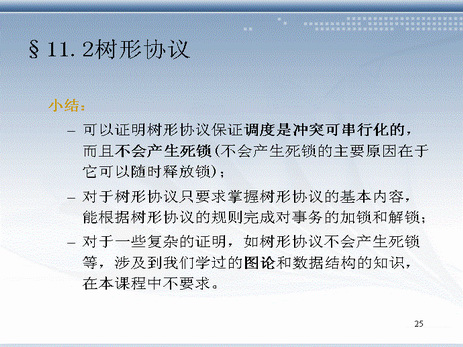 §11.2树形协议
小结：
– 可以证明树形协议保证调度是冲突可串行化的，
而且不会产生死锁(不会产生死锁的主要原因在于
它可以随时释放锁)；
– 对于树形协议只要求掌握树形协议的基本内容，
能根据树形协议的规则完成对事务的加锁和解锁；
– 对于一些复杂的证明，如树形协议不会产生死锁
等，涉及到我们学过的图论和数据结构的知识，
在本课程中不要求。
25